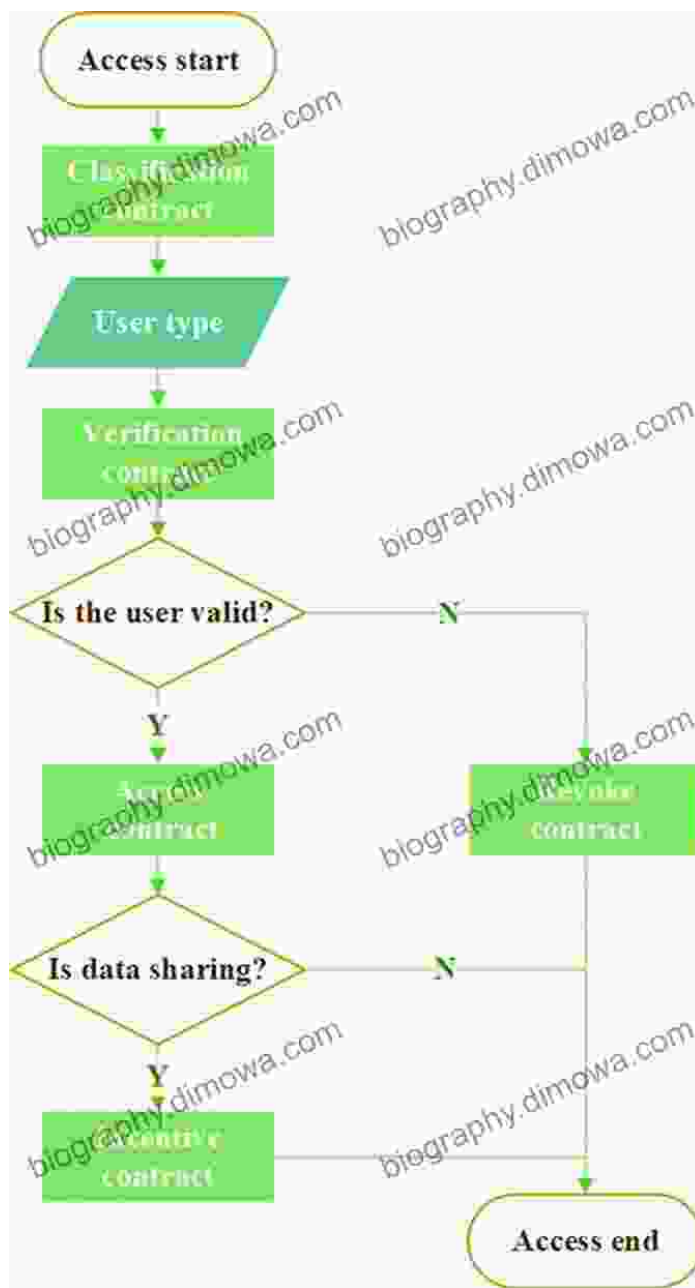 Access start
biography.dimowa.com
biography.dimowa.com
Classification
contract
User type
biography.dimowa.com
biography.dimowa.com
Verification
contract
Is the user valid?
N
Y
biography.dimowa.com
biography.dimowa.com
Access
contract
Revoke
contract
Is data sharing?
N
Y
biography.dimowa.com
biography.dimowa.com
Incentive
contract
Access end